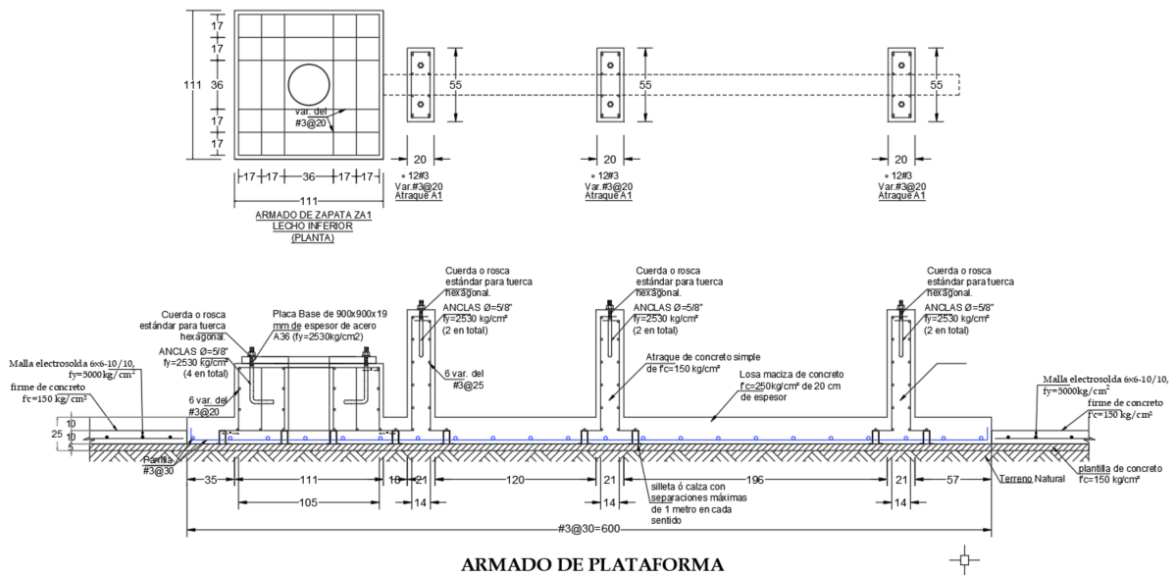 17
17
111
36
17
17
var. del
#3@20
17
17
36
17
17
111
ARMADO DE ZAPATA ZA1
LECHO INFERIOR
(PLANTA)
55
20
12#3
Var.#3@20
Atraque A1
55
20
12#3
Var.#3@20
Atraque A1
55
20
12#3
Var.#3@20
Atraque A1
Cuerda o rosca
estándar para tuerca
hexágonal.
ANCLAS Ø=5/8"
fy=2530 kg/cm²
(4 en total)
6 var. del
#3@20
Placa Base de 900x900x19
mm de espesor de acero
A36 (fy=2530kg/cm2)
Cuerda o rosca
estándar para tuerca
hexágonal.
ANCLAS Ø=5/8"
fy=2530 kg/cm²
(2 en total)
6 var. del
#3@25
Cuerda o rosca
estándar para tuerca
hexágonal.
ANCLAS Ø=5/8"
fy=2530 kg/cm²
(2 en total)
Atraque de concreto simple
de f'c=150 kg/cm²
Losa maciza de concreto
f'c=250kg/cm² de 20 cm
de espesor
Cuerda o rosca
estándar para tuerca
hexágonal.
ANCLAS Ø=5/8"
fy=2530 kg/cm²
(2 en total)
Malla electrosolda 6x6-10/10,
fy=5000kg/cm²
firme de concreto
f'c=150 kg/cm²
Malla electrosolda 6x6-10/10,
fy=5000kg/cm²
firme de concreto
f'c=150 kg/cm²
10
25
10
5
Parrilla
#3@30
plantilla de concreto
f'c=150 kg/cm²
Terreno Natural
35
111
18
21
120
21
196
21
57
105
14
14
14
silleta ó calza con
separaciones máximas
de 1 metro en cada
sentido
#3@30=600
ARMADO DE PLATAFORMA